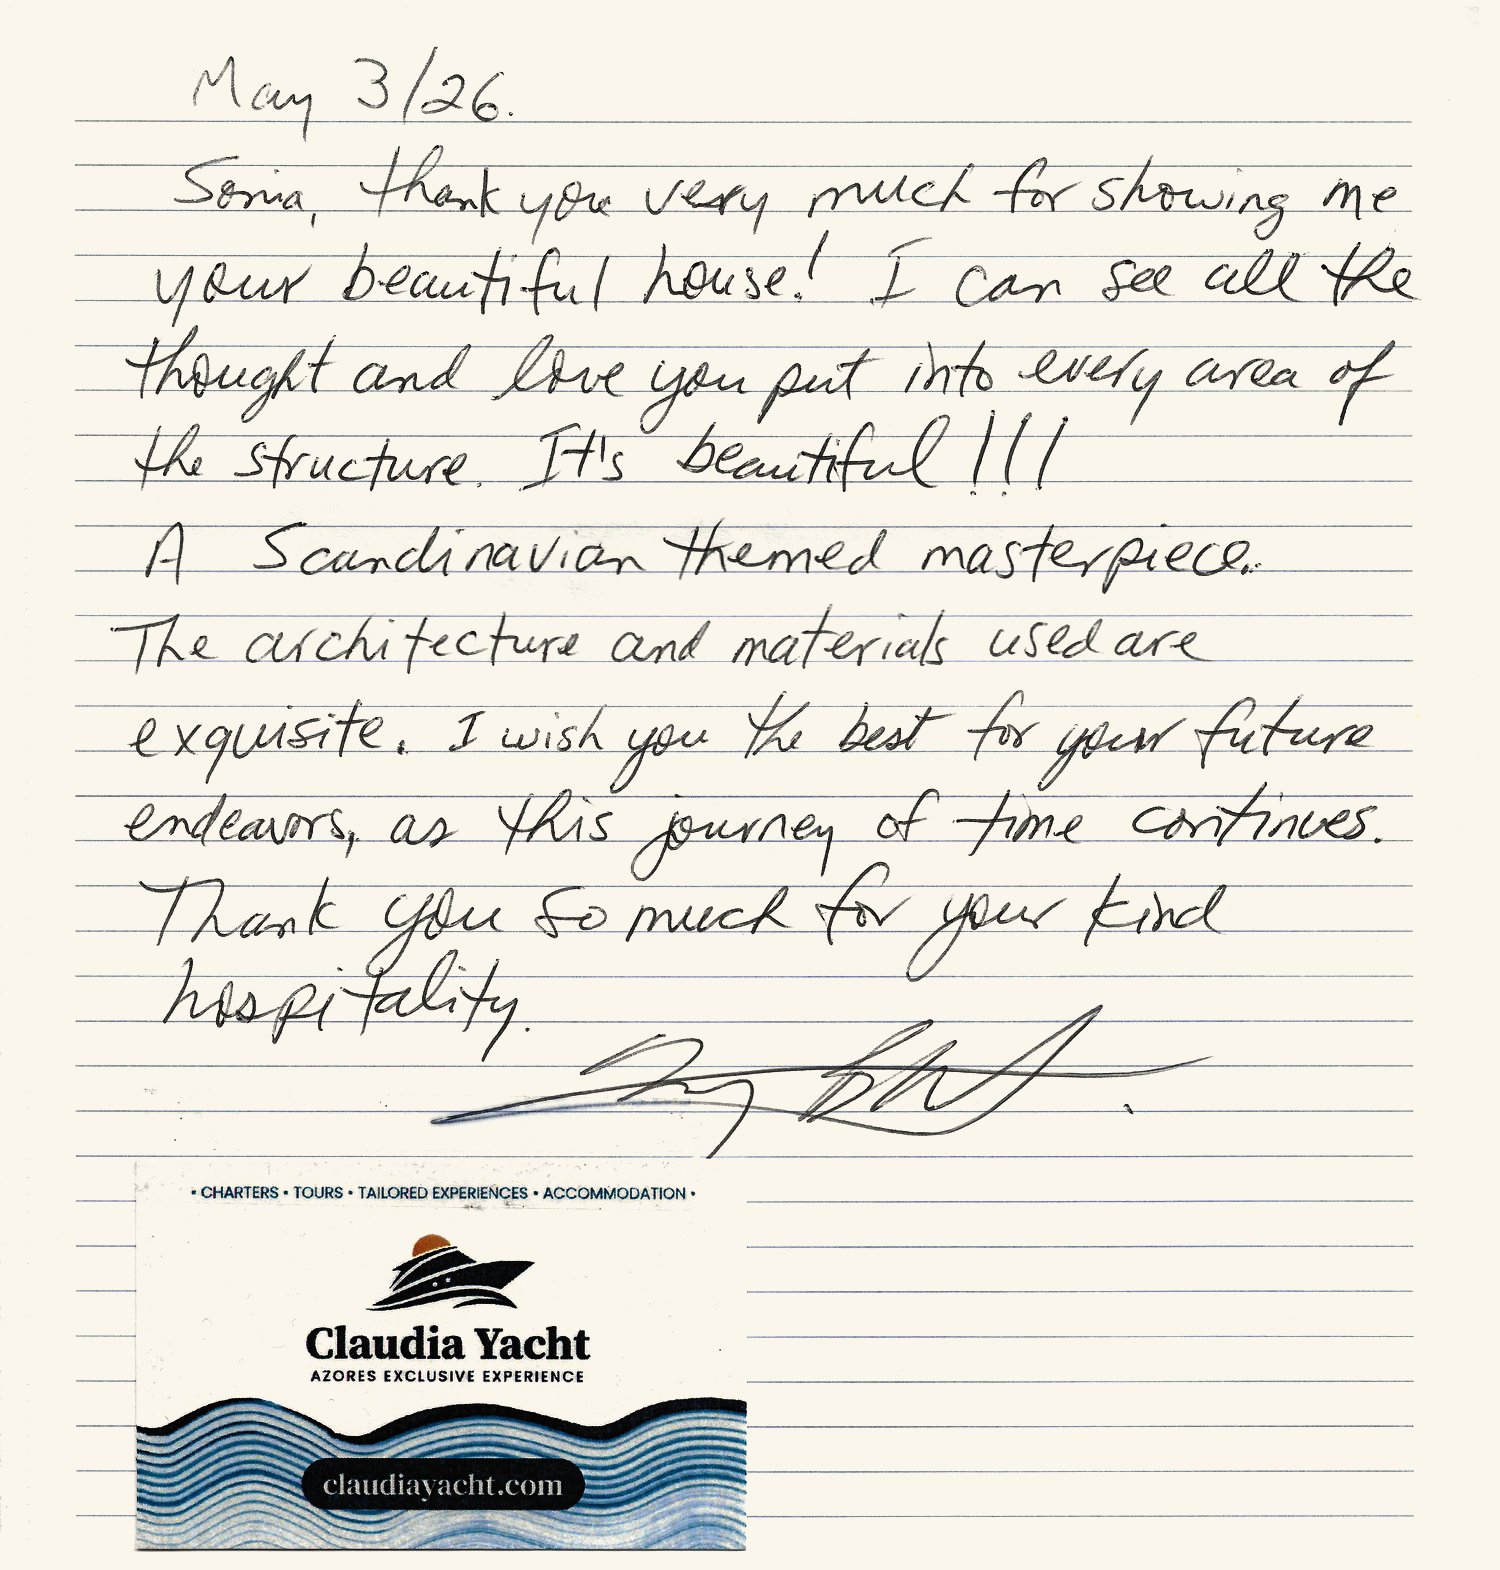 May 3/26.
Sonia, thank you very much for showing me
your beautiful house! I can see all the
thought and love you put into every area of
the structure. It's beautiful!!!
A Scandinavian themed masterpiece.
The architecture and materials used are
exquisite. I wish you the best for your future
endeavors, as this journey of time continues.
Thank you so much for your kind
hospitality.
• CHARTERS • TOURS • TAILORED EXPERIENCES • ACCOMMODATION •
Claudia Yacht
AZORES EXCLUSIVE EXPERIENCE
claudiayacht.com